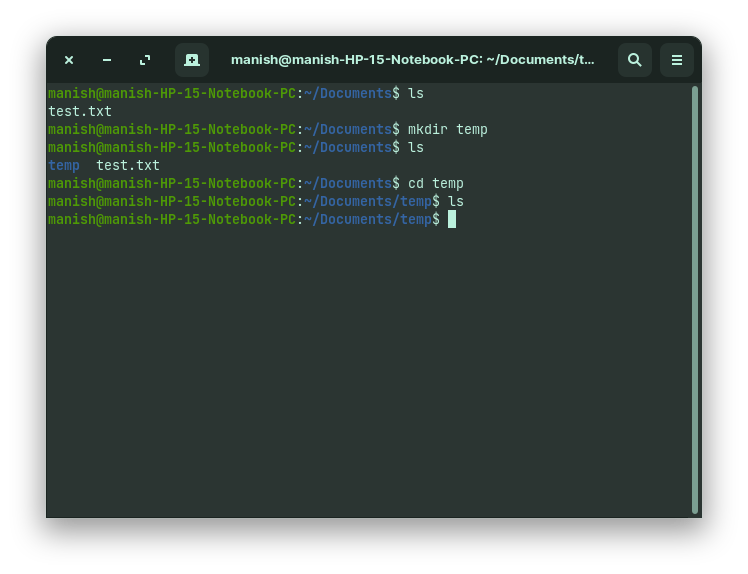 manish@manish-HP-15-Notebook-PC: ~/Documents/t...
manish@manish-HP-15-Notebook-PC:~/Documents$ ls
test.txt
manish@manish-HP-15-Notebook-PC:~/Documents$ mkdir temp
manish@manish-HP-15-Notebook-PC:~/Documents$ ls
temp  test.txt
manish@manish-HP-15-Notebook-PC:~/Documents$ cd temp
manish@manish-HP-15-Notebook-PC:~/Documents/temp$ ls
manish@manish-HP-15-Notebook-PC:~/Documents/temp$